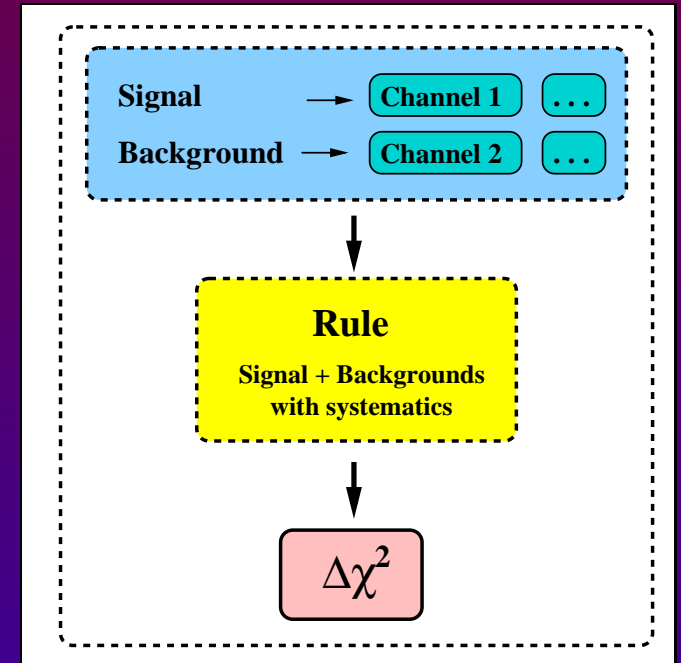 Signal → Channel 1 ...
Background → Channel 2 ...
Rule
Signal + Backgrounds
with systematics
Δχ²